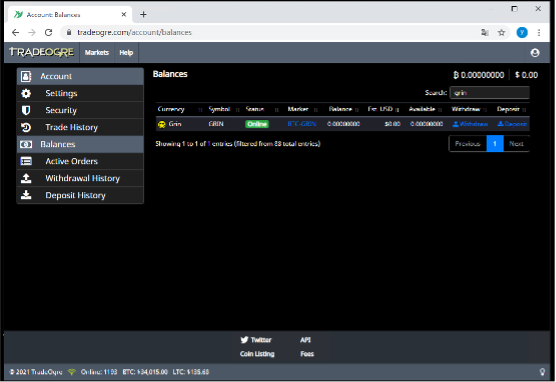 Account: Balances
tradeogre.com/account/balances
TRADEOGRE Markets Help
Account
Settings
Security
Trade History
Balances
Active Orders
Withdrawal History
Deposit History
Balances
0.00000000 $ 0.00
Search: grin
Currency Symbol Status Market Balance Est. USD Available Withdraw Deposit
Grin GRIN Online BTC-GRIN 0.00000000 $0.00 0.00000000 Withdraw Deposit
Showing 1 to 1 of 1 entries (filtered from 88 total entries)
Previous 1 Next
Twitter API
Coin Listing Fees
© 2021 TradeOgre Online: 1193 BTC: $34,015.00 LTC: $135.63